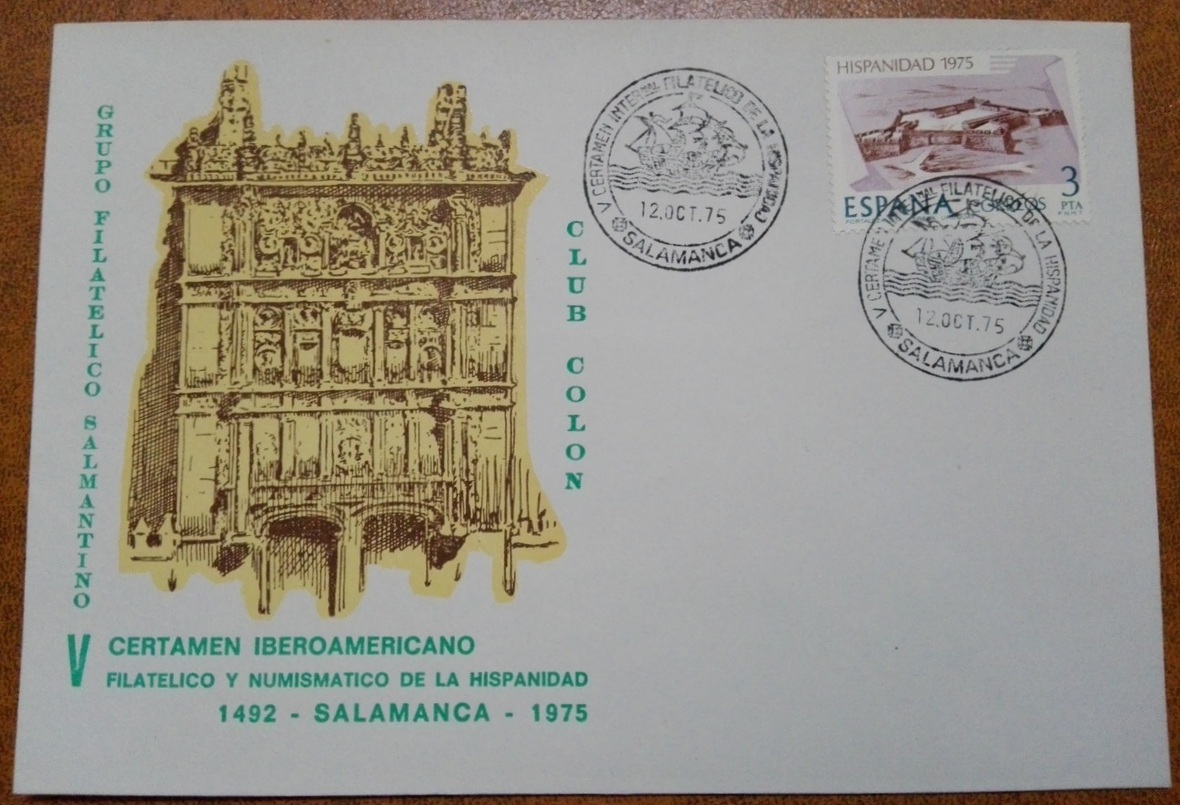 GRUPO FILATELICO SALMANTINO
CLUB COLON
V CERTAMEN INTERNAL FILATELICO DE LA HISPANIDAD
12.OCT.75
SALAMANCA
HISPANIDAD 1975
3
PTA
ESPAÑA CORREOS
V CERTAMEN INTERNAL FILATELICO DE LA HISPANIDAD
12.OCT.75
SALAMANCA
V CERTAMEN IBEROAMERICANO
FILATELICO Y NUMISMATICO DE LA HISPANIDAD
1492 - SALAMANCA - 1975